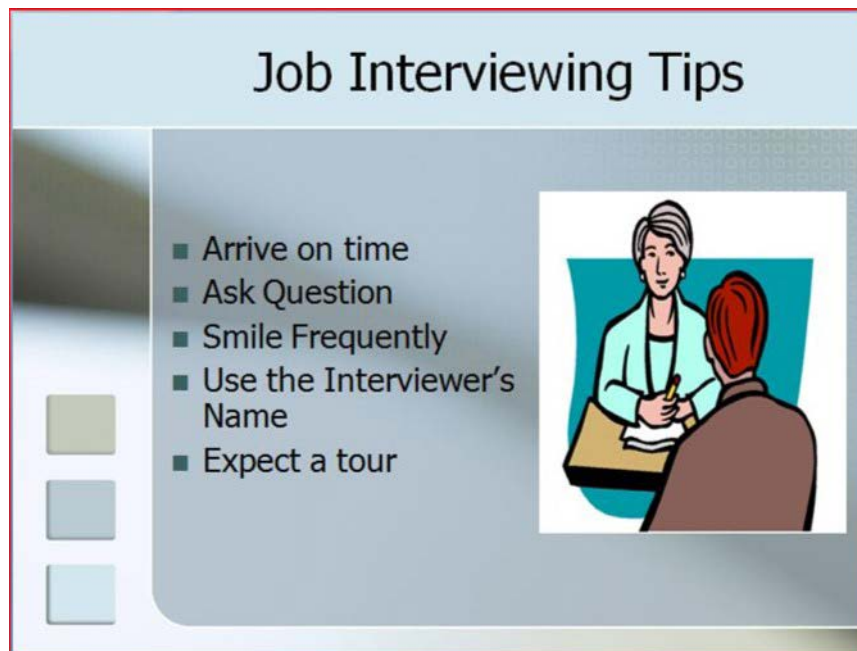 Job Interviewing Tips
Arrive on time
Ask Question
Smile Frequently
Use the Interviewer's
Name
Expect a tour